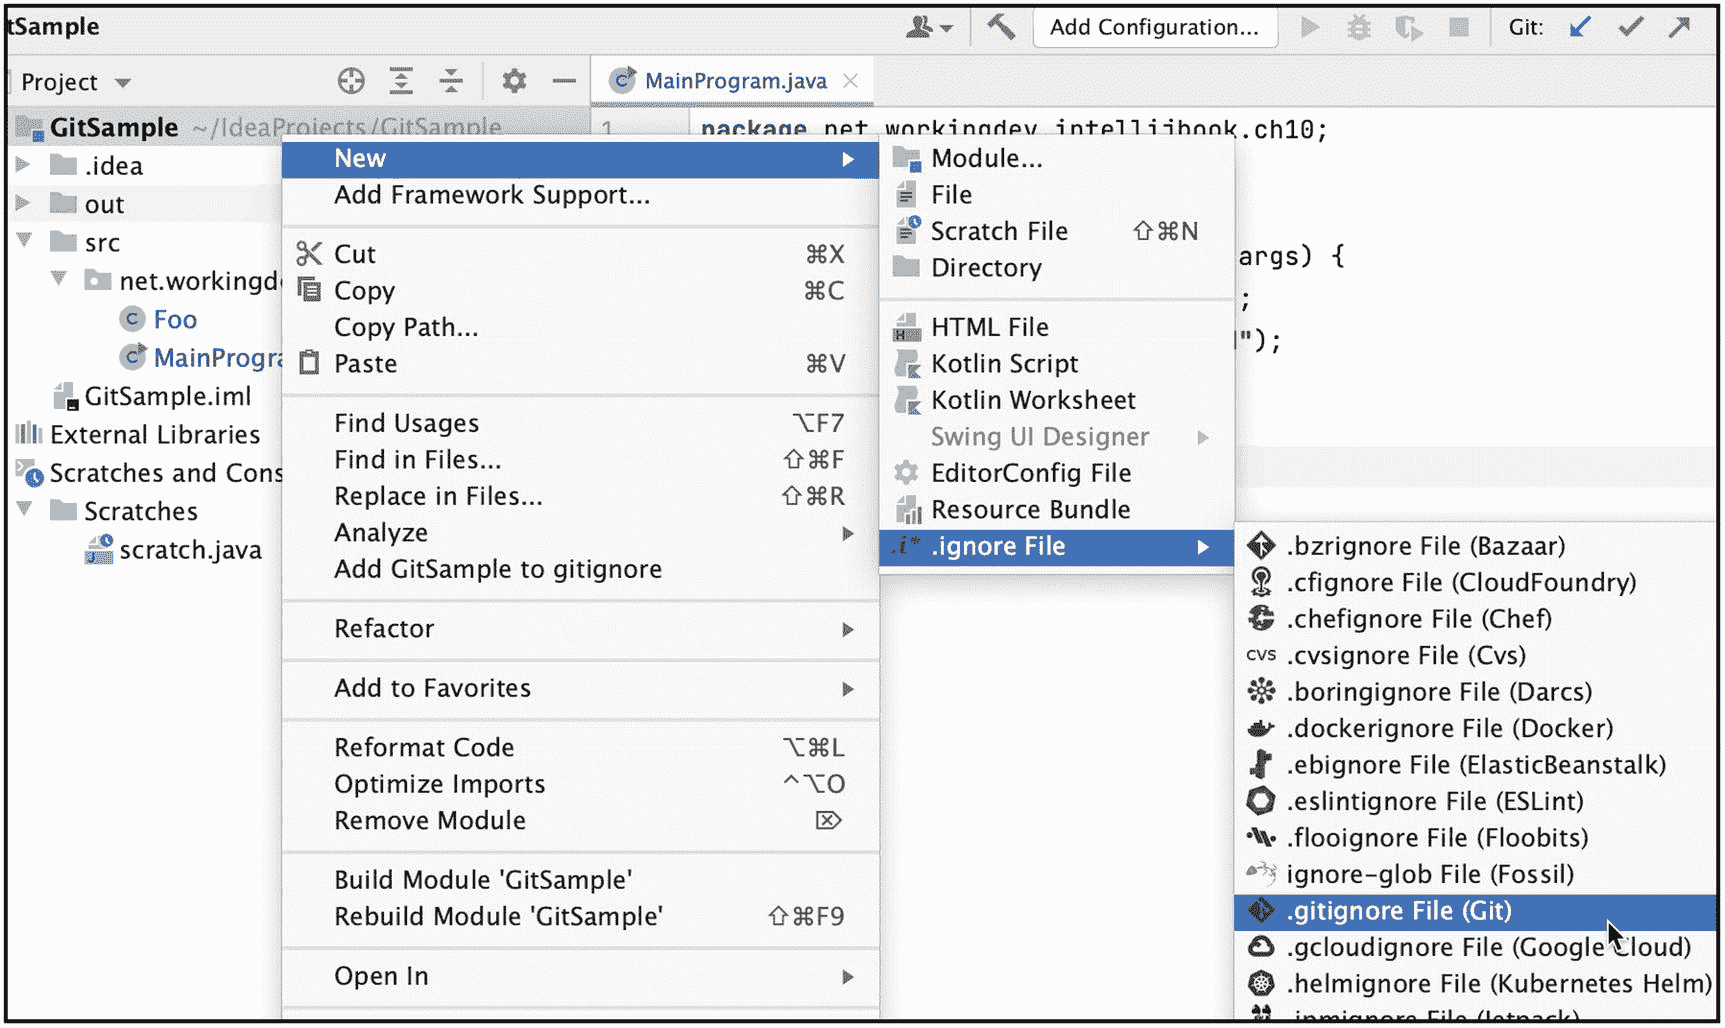 tSample
Add Configuration...
Git:
Project
MainProgram.java
GitSample ~/IdeaProjects/GitSample
1 package net.workingdev.intellijbook.ch10;
.idea
out
src
net.workingd
Foo
MainProgra
GitSample.iml
External Libraries
Scratches and Cons
Scratches
scratch.java
args) {
;
");
New
Add Framework Support...
Cut ⌘X
Copy ⌘C
Copy Path...
Paste ⌘V
Find Usages ⌥F7
Find in Files... ⇧⌘F
Replace in Files... ⇧⌘R
Analyze
Add GitSample to gitignore
Refactor
Add to Favorites
Reformat Code ⌥⌘L
Optimize Imports ^⌥O
Remove Module ⌦
Build Module 'GitSample'
Rebuild Module 'GitSample' ⇧⌘F9
Open In
Module...
File
Scratch File ⇧⌘N
Directory
HTML File
Kotlin Script
Kotlin Worksheet
Swing UI Designer
EditorConfig File
Resource Bundle
.i* .ignore File
.bzrignore File (Bazaar)
.cfignore File (CloudFoundry)
.chefignore File (Chef)
CVS .cvsignore File (Cvs)
.boringignore File (Darcs)
.dockerignore File (Docker)
.ebignore File (ElasticBeanstalk)
.eslintignore File (ESLint)
.flooignore File (Floobits)
ignore-glob File (Fossil)
.gitignore File (Git)
.gcloudignore File (Google Cloud)
.helmignore File (Kubernetes Helm)
.jpmignore File (Jetpack)